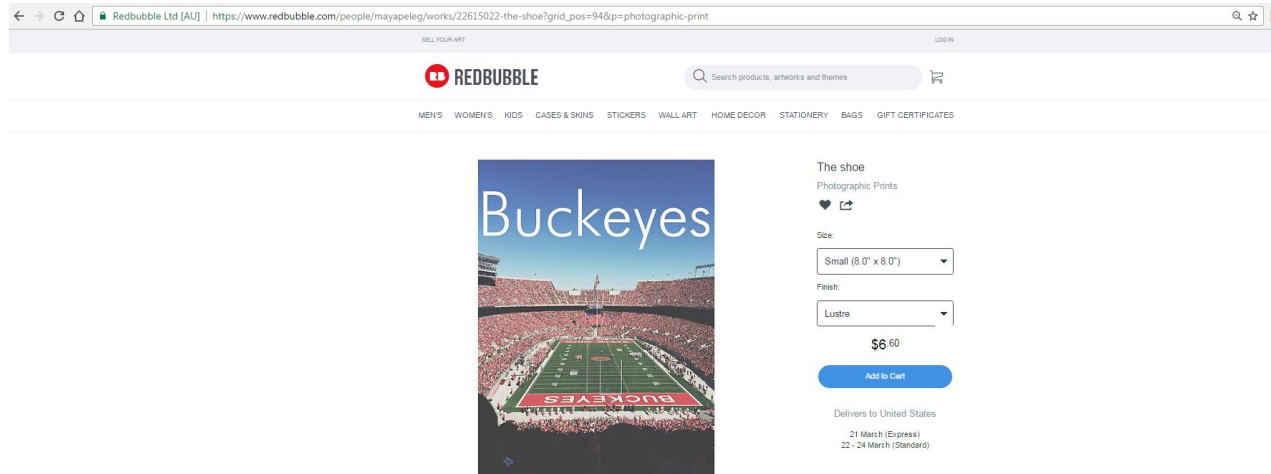 Redbubble Ltd [AU] | https://www.redbubble.com/people/mayapeleg/works/22615022-the-shoe?grid_pos=94&p=photographic-print
SELL YOUR ART LOG IN
RB REDBUBBLE Search products, artworks and themes
MEN'S WOMEN'S KIDS CASES & SKINS STICKERS WALL ART HOME DECOR STATIONERY BAGS GIFT CERTIFICATES
The shoe
Photographic Prints
Buckeyes
Size:
Small (8.0" x 8.0")
Finish:
Lustre
$6.60
Add to Cart
BUCKEYES
Delivers to United States
21 March (Express)
22 - 24 March (Standard)